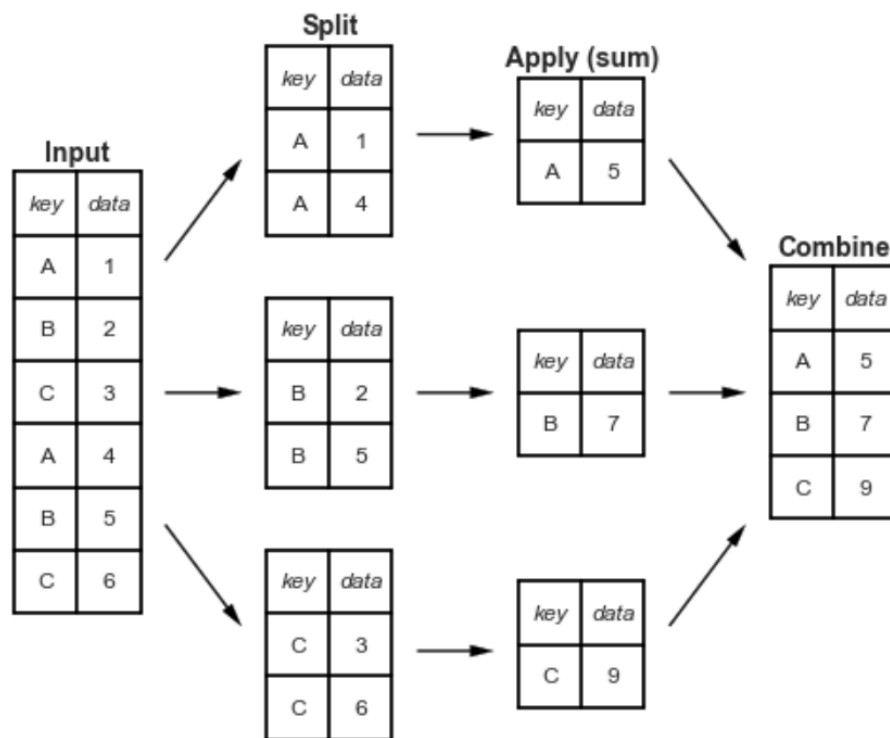 Input
key data
A 1
B 2
C 3
A 4
B 5
C 6
Split
key data
A 1
A 4
key data
B 2
B 5
key data
C 3
C 6
Apply (sum)
key data
A 5
key data
B 7
key data
C 9
Combine
key data
A 5
B 7
C 9